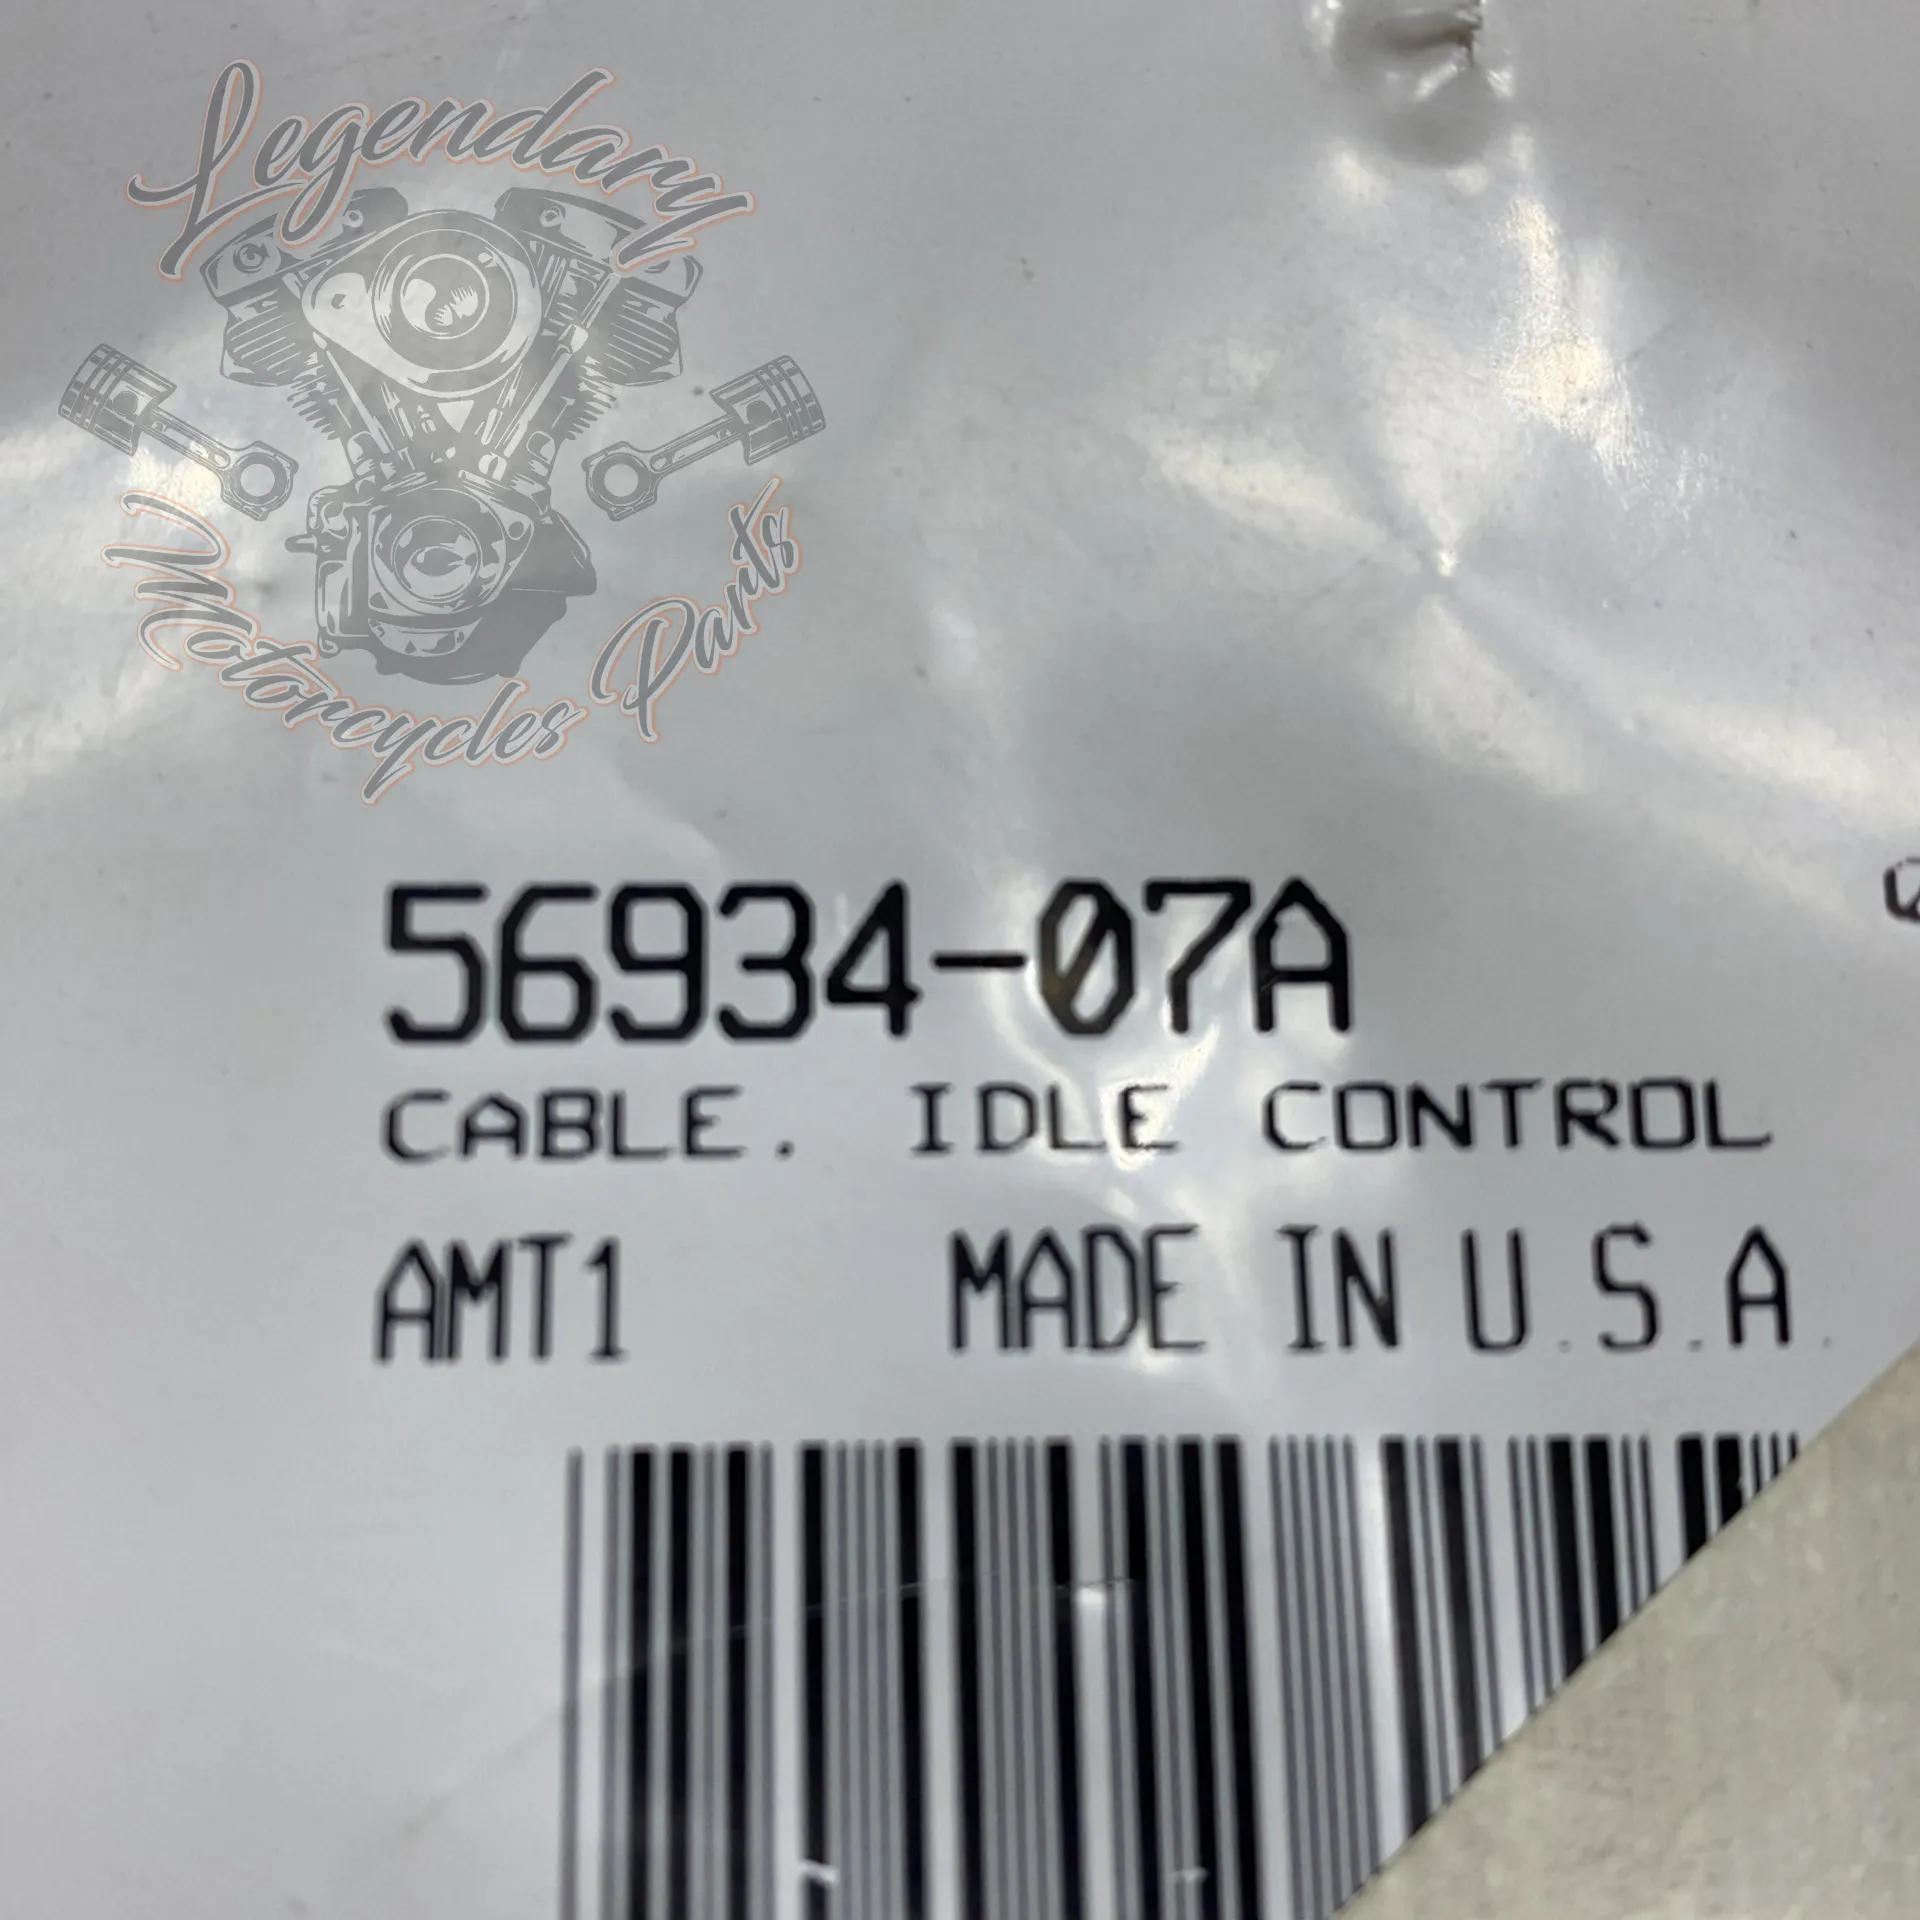 Legendary
Motorcycles Parts
56934-07A
CABLE. IDLE CONTROL
AMT1 MADE IN U.S.A.